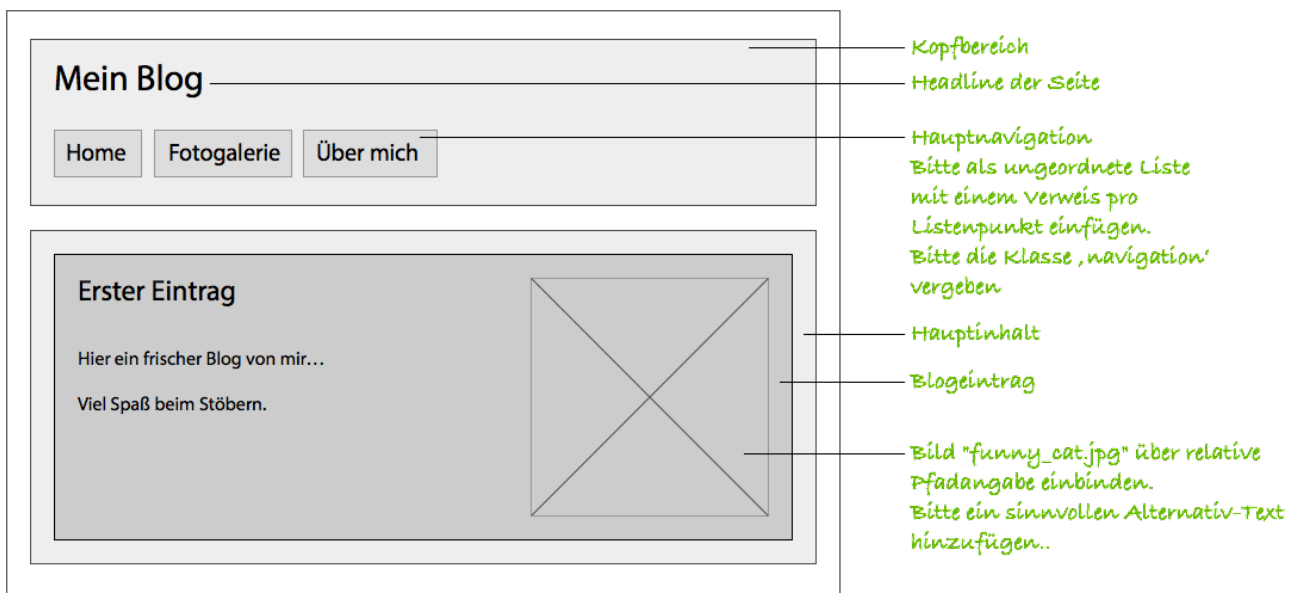 Mein Blog
Home Fotogalerie Über mich
Erster Eintrag
Hier ein frischer Blog von mir...
Viel Spaß beim Stöbern.
Kopfbereich
Headline der Seite
Hauptnavigation
Bitte als ungeordnete Liste
mit einem Verweis pro
Listenpunkt einfügen.
Bitte die Klasse ‚navigation‘
vergeben
Hauptinhalt
Blogeintrag
Bild "funny_cat.jpg" über relative
Pfadangabe einbinden.
Bitte ein sinnvollen Alternativ-Text
hinzufügen..